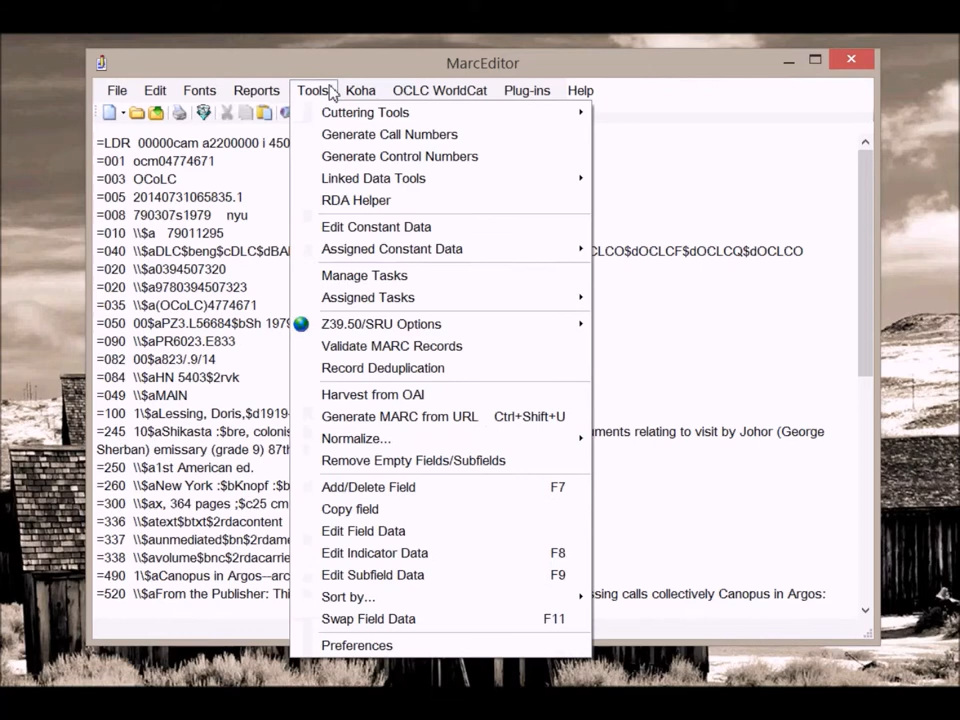 MarcEditor
File Edit Fonts Reports Tools Koha OCLC WorldCat Plug-ins Help
Cuttering Tools
Generate Call Numbers
Generate Control Numbers
Linked Data Tools
RDA Helper
Edit Constant Data
Assigned Constant Data
Manage Tasks
Assigned Tasks
Z39.50/SRU Options
Validate MARC Records
Record Deduplication
Harvest from OAI
Generate MARC from URL Ctrl+Shift+U
Normalize...
Remove Empty Fields/Subfields
Add/Delete Field F7
Copy field
Edit Field Data
Edit Indicator Data F8
Edit Subfield Data F9
Sort by...
Swap Field Data F11
Preferences
=LDR 00000cam a2200000 i 450
=001 ocm04774671
=003 OCoLC
=005 20140731065835.1
=008 790307s1979 nyu
=010 \\$a 79011295
=040 \\$aDLC$beng$cDLC$dBA CLCO$dOCLCF$dOCLCQ$dOCLCO
=020 \\$a0394507320
=020 \\$a9780394507323
=035 \\$a(OCoLC)4774671
=050 00$aPZ3.L56684$bSh 1979
=090 \\$aPR6023.E833
=082 00$a823/.9/14
=084 \\$aHN 5403$2rvk
=049 \\$aMAIN
=100 1\$aLessing, Doris,$d1919-
=245 10$aShikasta :$bre, colonis uments relating to visit by Johor (George
Sherban) emissary (grade 9) 87th
=250 \\$a1st American ed.
=260 \\$aNew York :$bKnopf :$b
=300 \\$ax, 364 pages ;$c25 cm
=336 \\$atext$btxt$2rdacontent
=337 \\$aunmediated$bn$2rdame
=338 \\$avolume$bnc$2rdacarrie
=490 1\$aCanopus in Argos--arc
=520 \\$aFrom the Publisher: Thi ssing calls collectively Canopus in Argos: